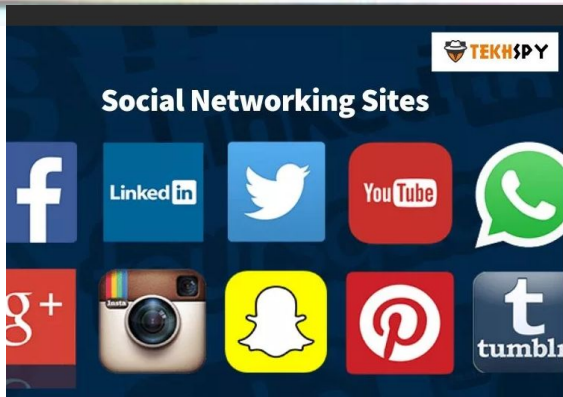 TEKHSPY
Social Networking Sites
f
Linked in
You Tube
g+
Insta
t
tumblr